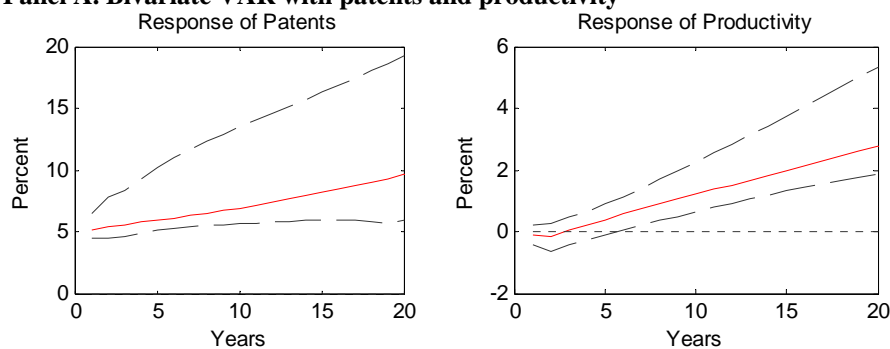 Panel A: Bivariate VAR with patents and productivity
Response of Patents
Response of Productivity
20
15
10
5
0
Percent
0
5
10
15
20
Years
6
4
2
0
-2
Percent
0
5
10
15
20
Years